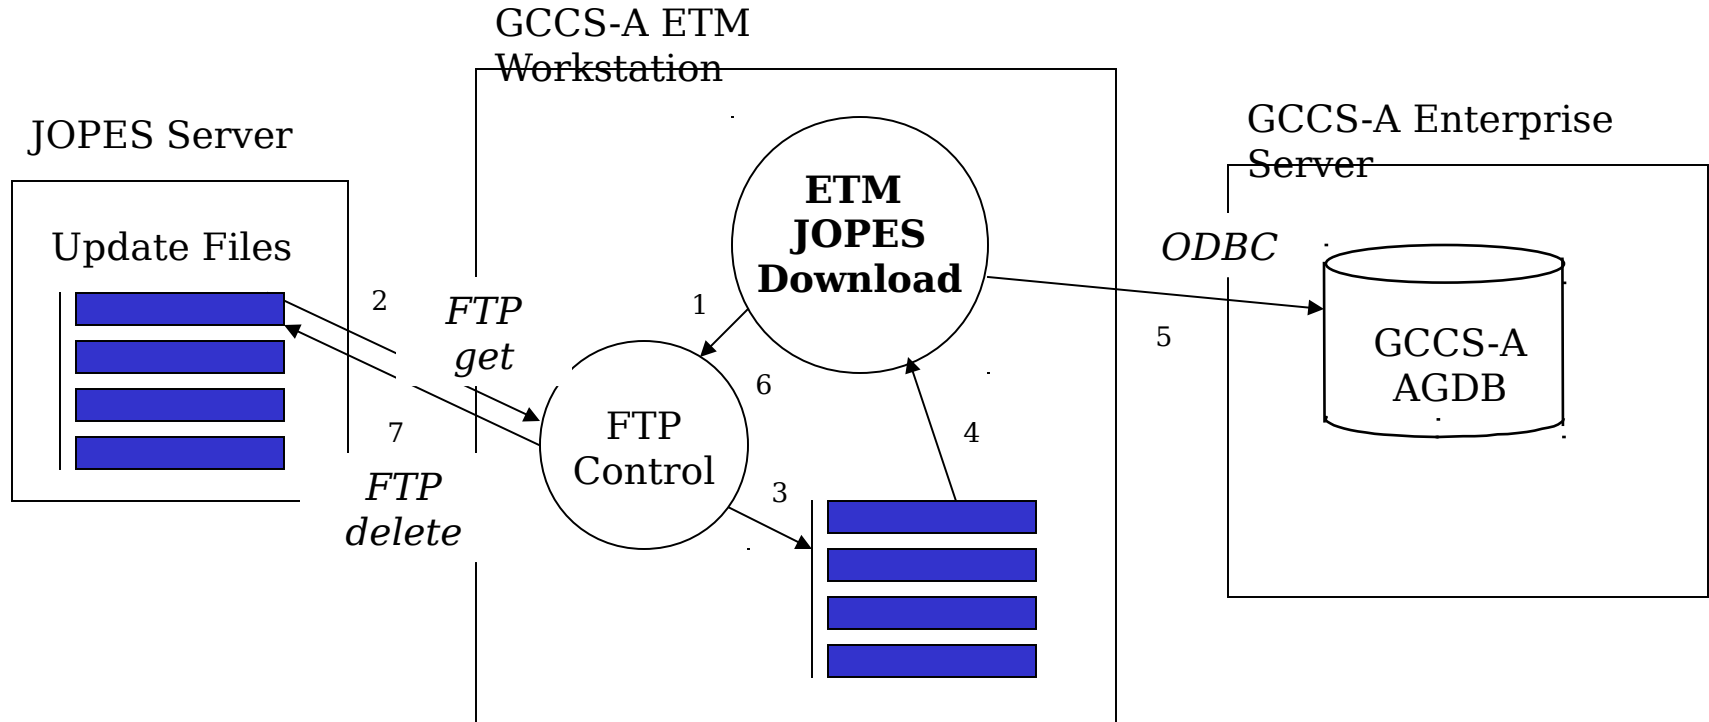 GCCS-A ETM
Workstation
JOPES Server
GCCS-A Enterprise
Server
Update Files
ETM
JOPES
Download
ODBC
2
FTP
get
1
5
GCCS-A
AGDB
6
7
FTP
Control
4
FTP
delete
3